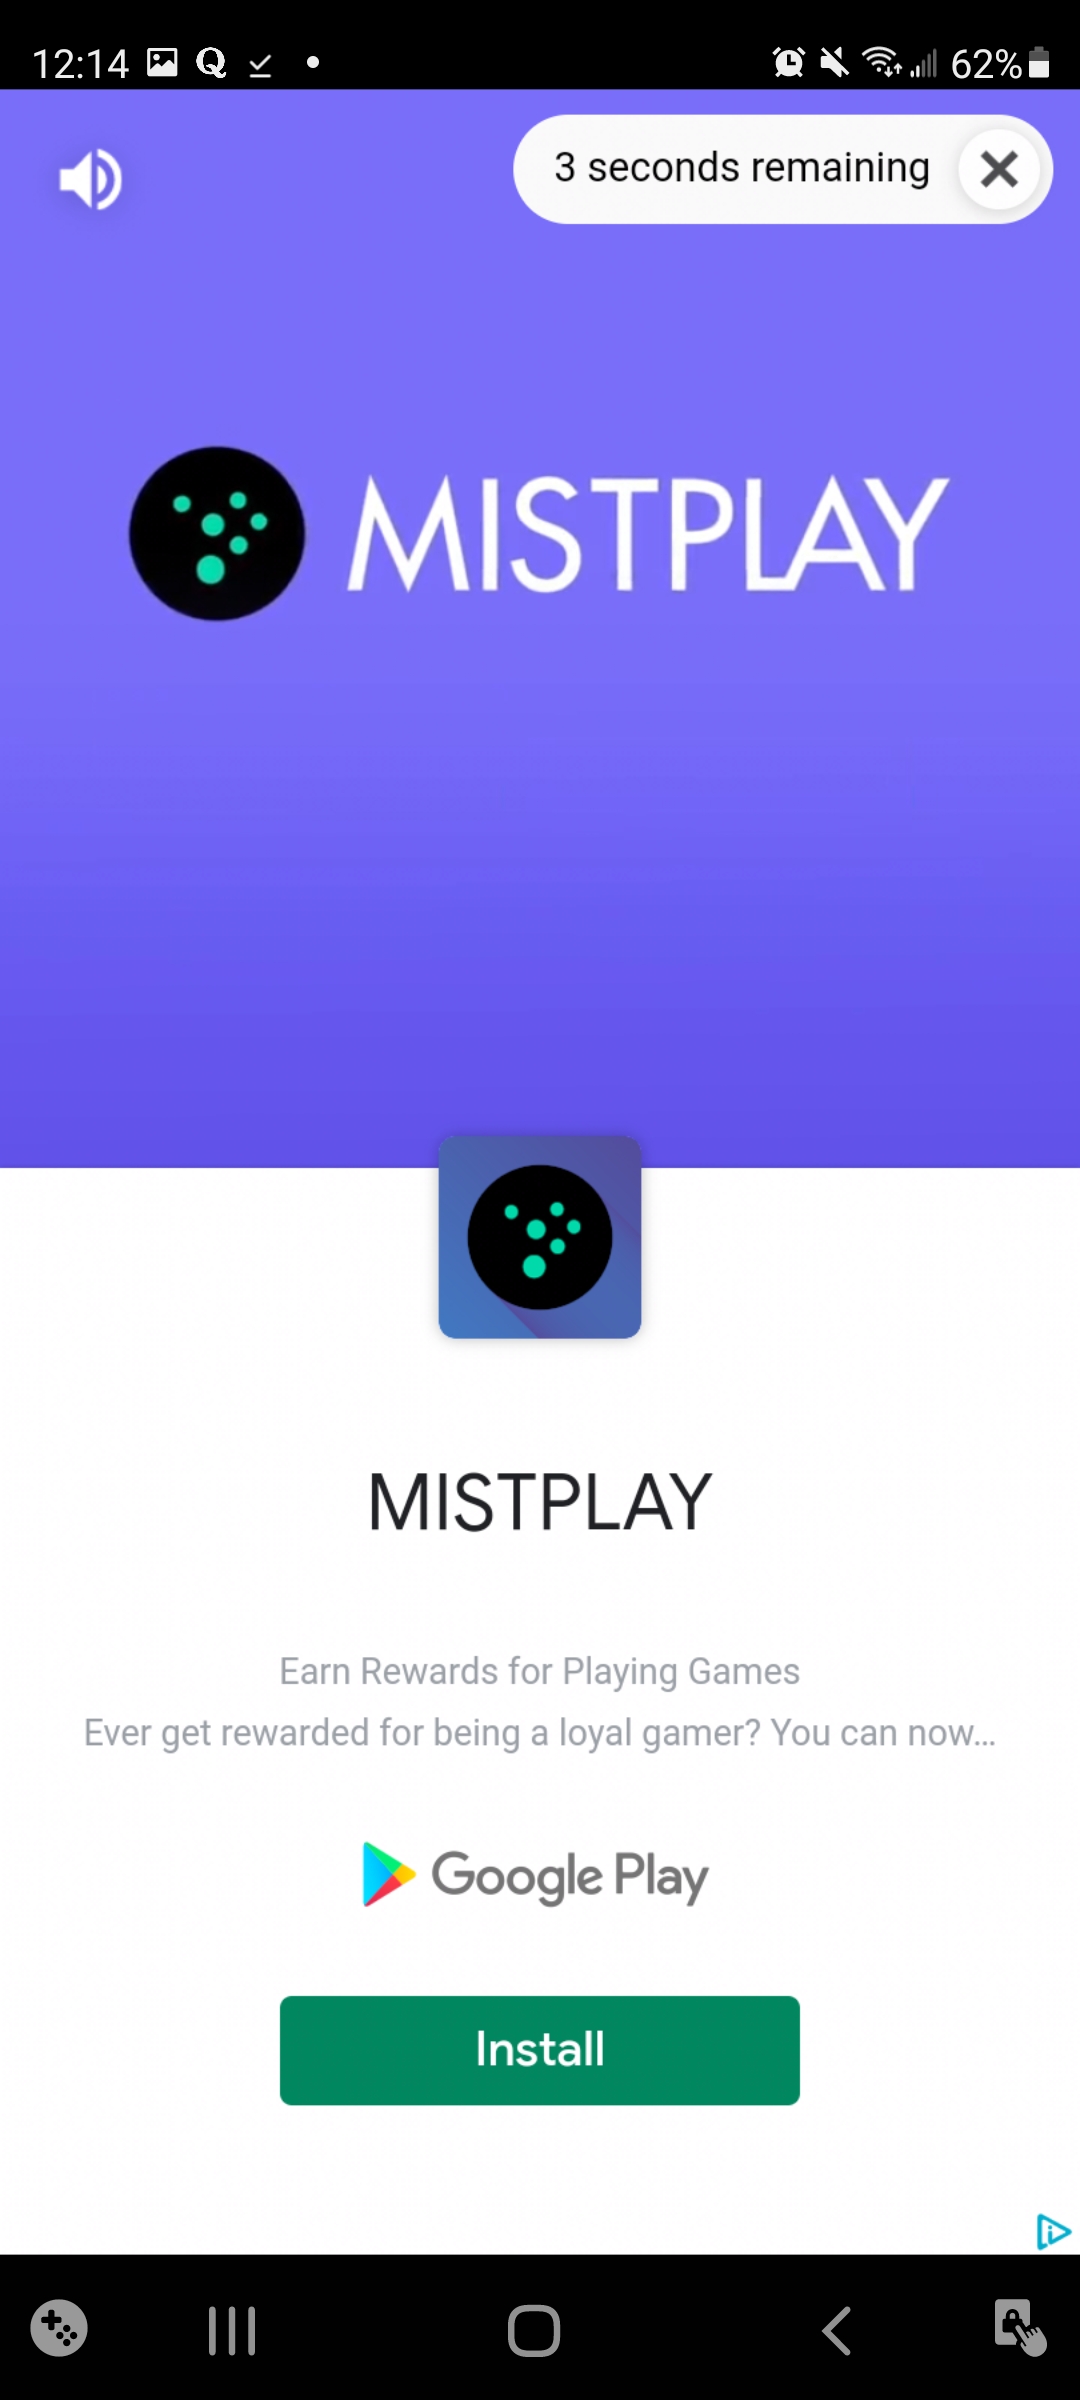 12:14
62%
3 seconds remaining
MISTPLAY
MISTPLAY
Earn Rewards for Playing Games
Ever get rewarded for being a loyal gamer? You can now...
Google Play
Install